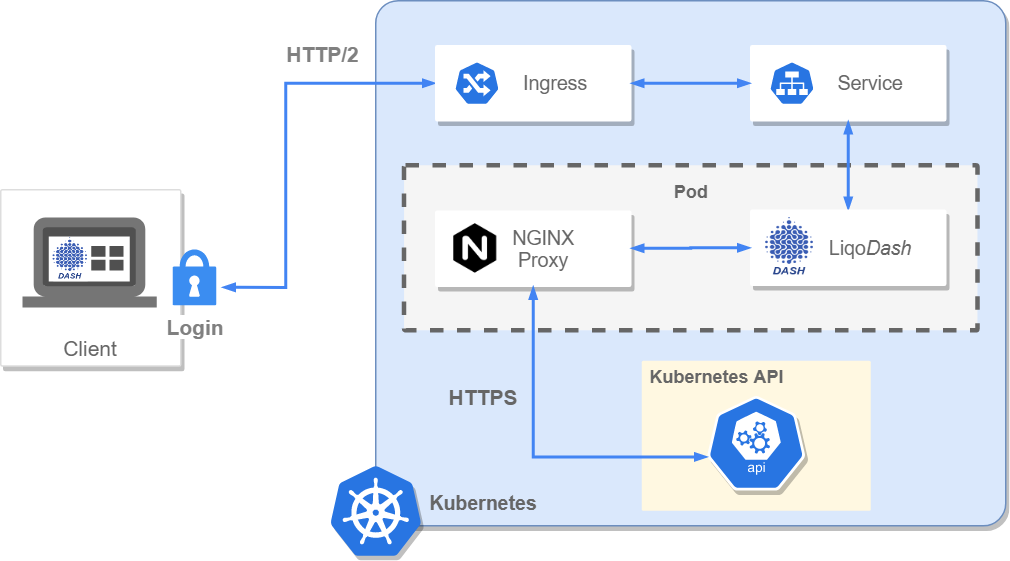 HTTP/2
Ingress
Service
Pod
NGINX
Proxy
LiqoDash
DASH
DASH
Login
Client
HTTPS
Kubernetes API
api
Kubernetes